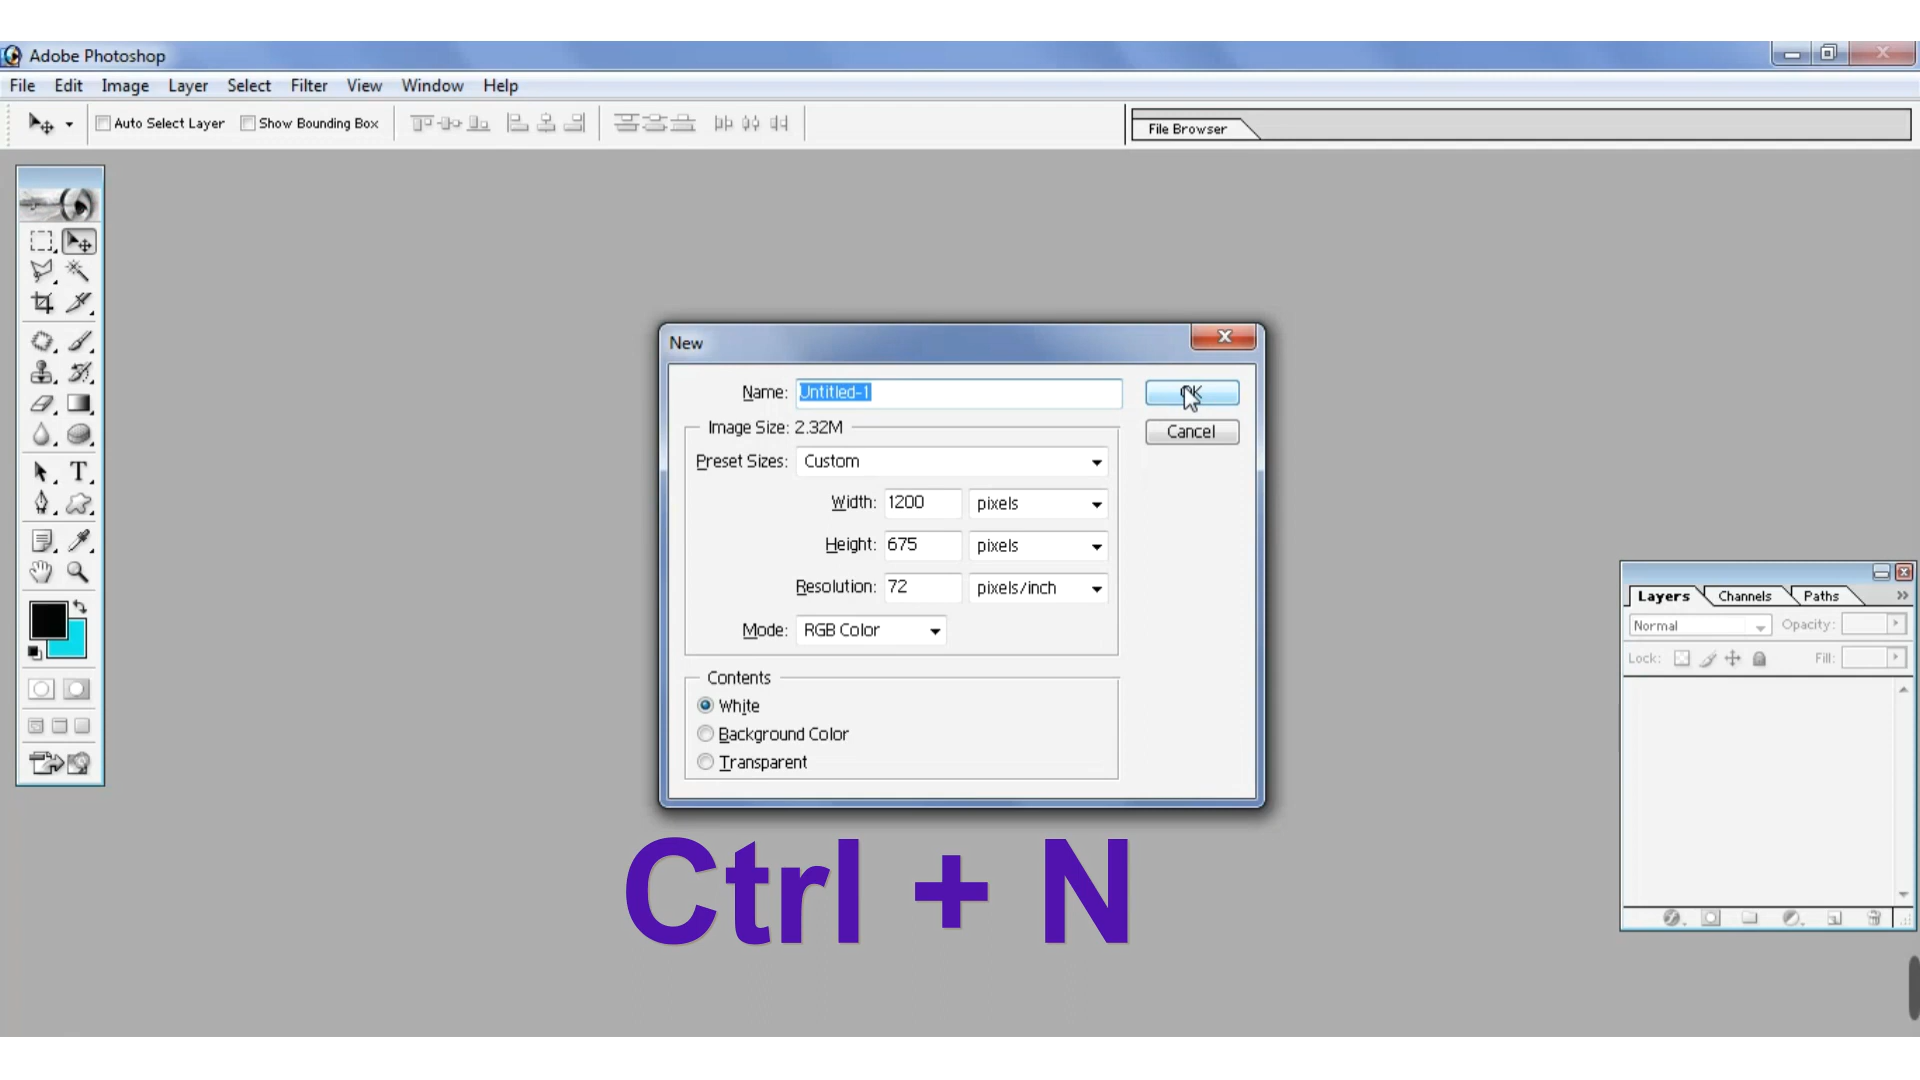 Adobe Photoshop
File Edit Image Layer Select Filter View Window Help
Auto Select Layer Show Bounding Box File Browser
New
Name: Untitled-1 OK
Image Size: 2.32M Cancel
Preset Sizes: Custom
Width: 1200 pixels
Height: 675 pixels
Resolution: 72 pixels/inch
Mode: RGB Color
Contents
White
Background Color
Transparent
Layers Channels Paths
Normal Opacity:
Lock: Fill:
Ctrl + N